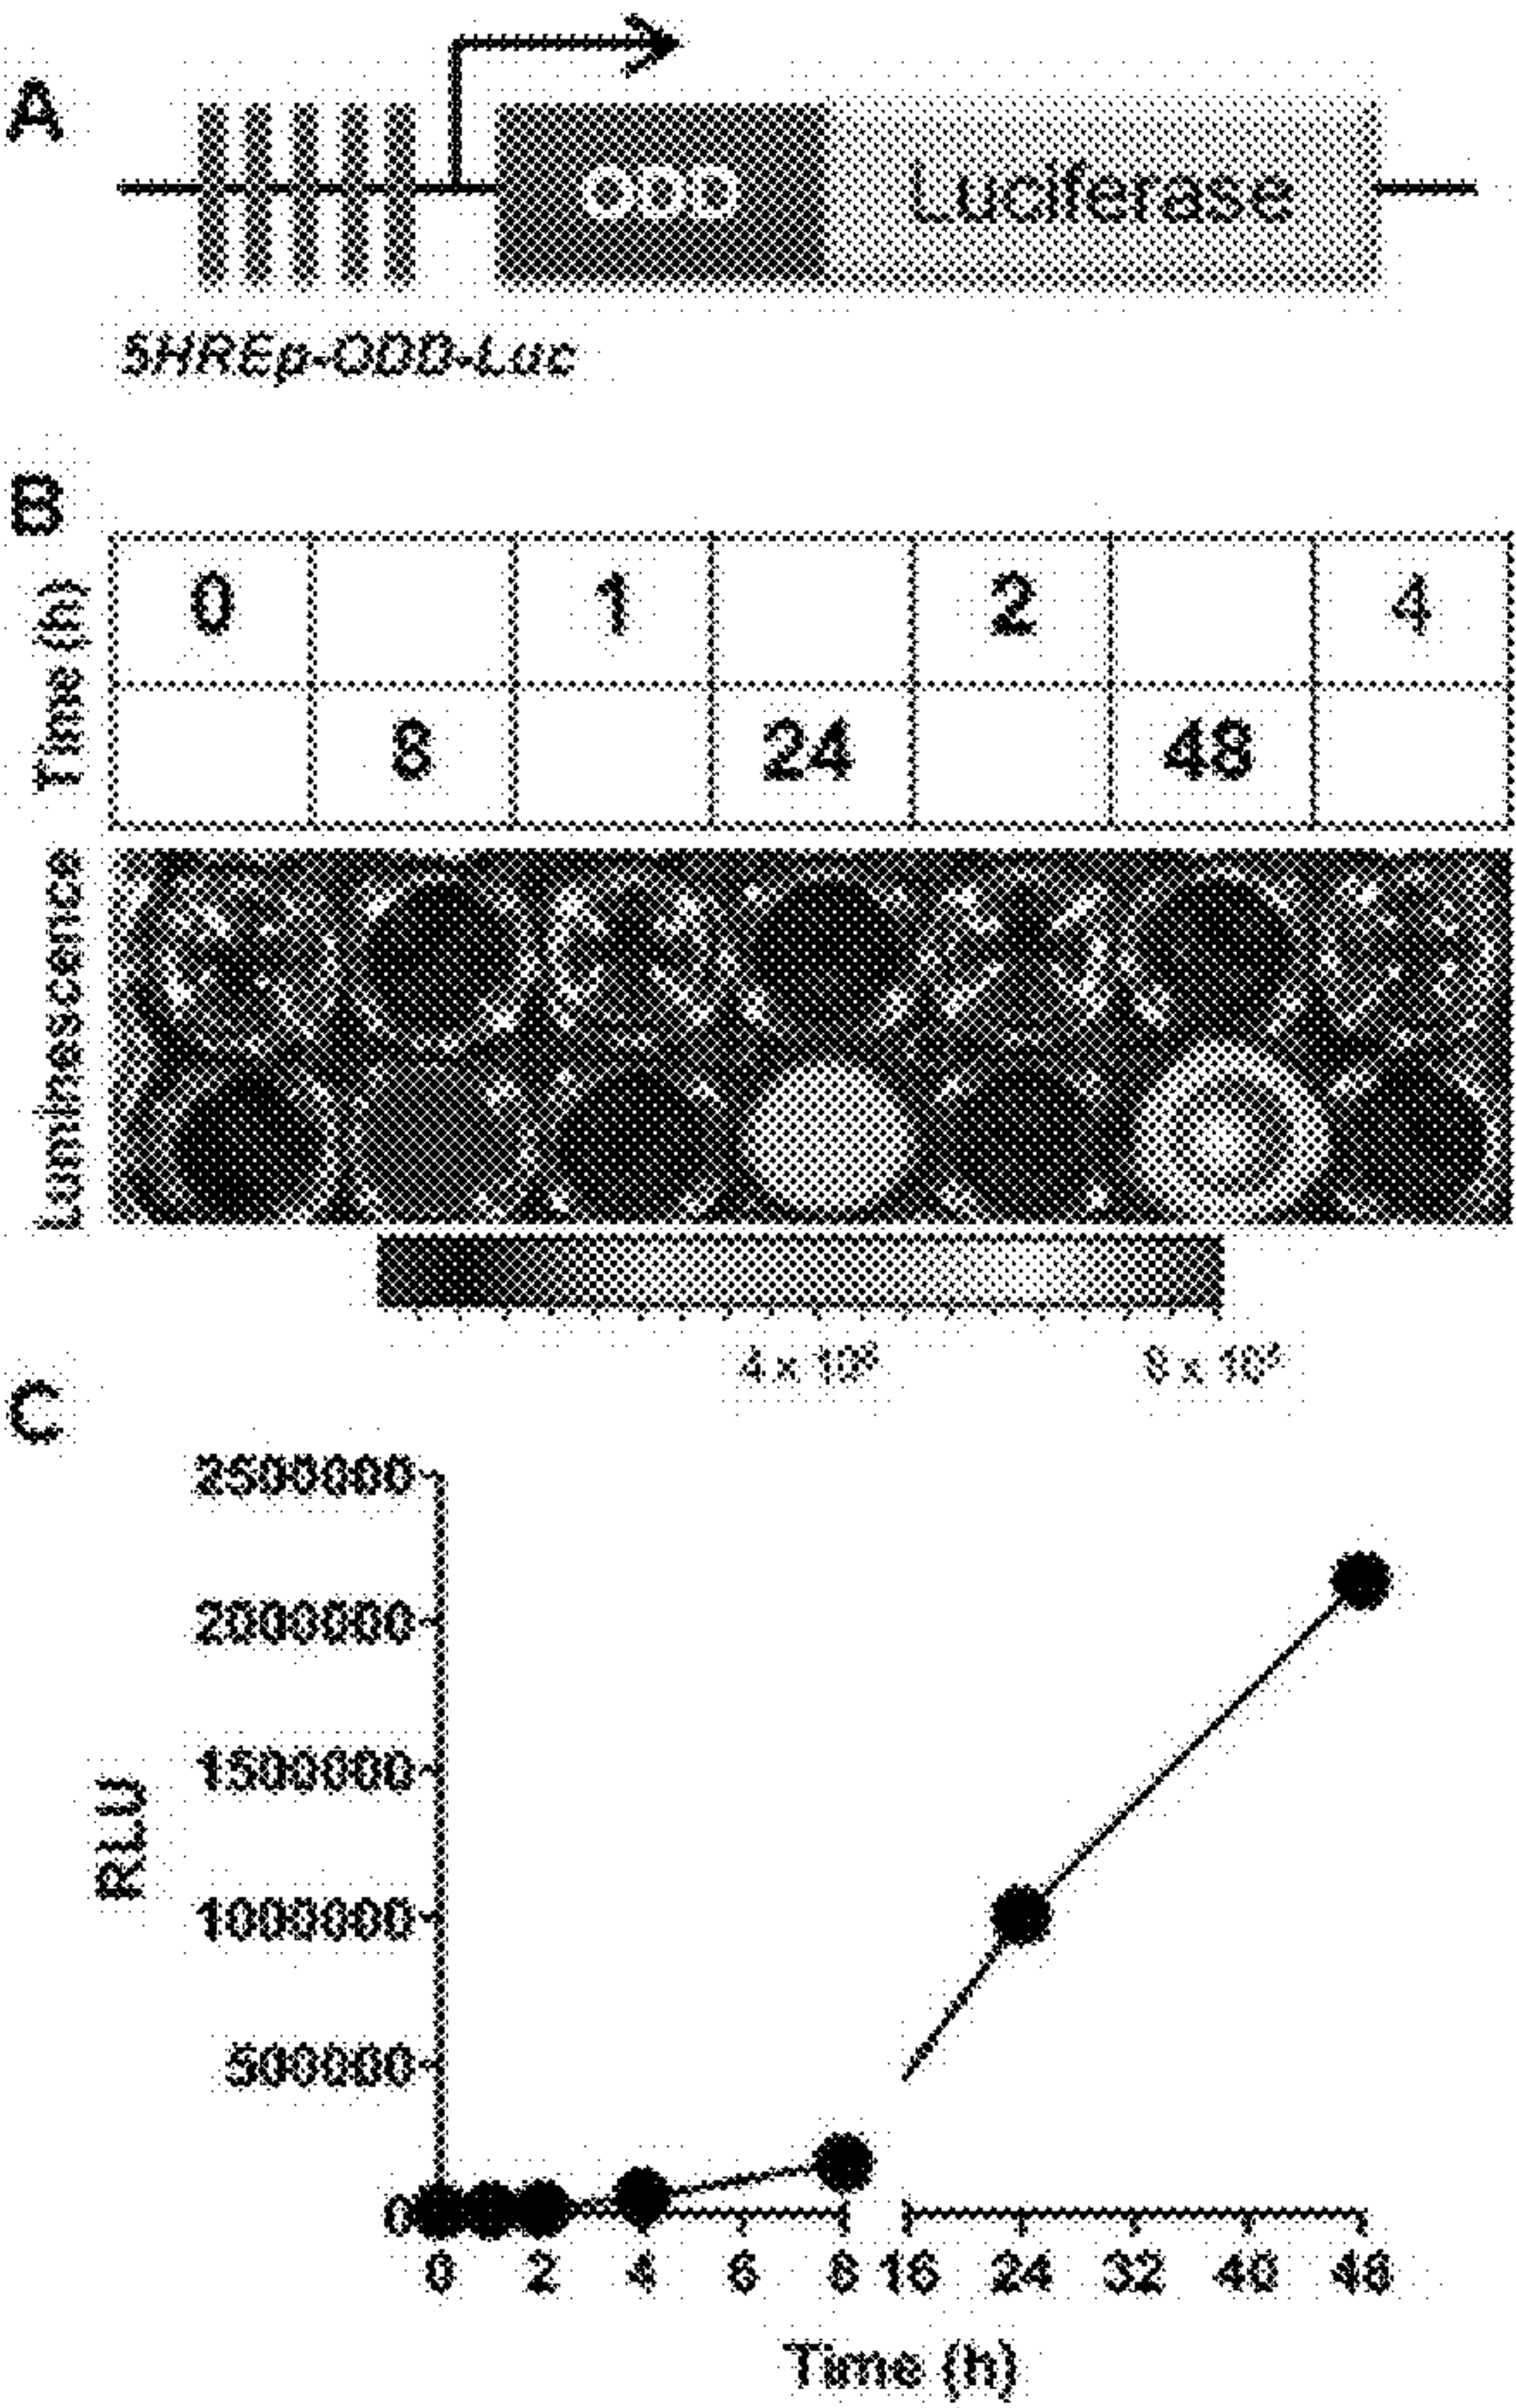 A
ODD Luciferase
5HREp-ODD-Luc
B
Time (h)
0 1 2 4
8 24 48
Luminescence
4 x 10
8 x 10
C
2500000
2000000
1500000
1000000
500000
0
RLU
0 2 4 6 8 16 24 32 40 48
Time (h)